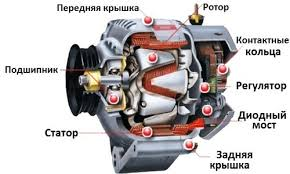 Передняя крышка
Ротор
Контактные
кольца
Подшипник
Регулятор
Диодный
мост
Статор
Задняя
крышка